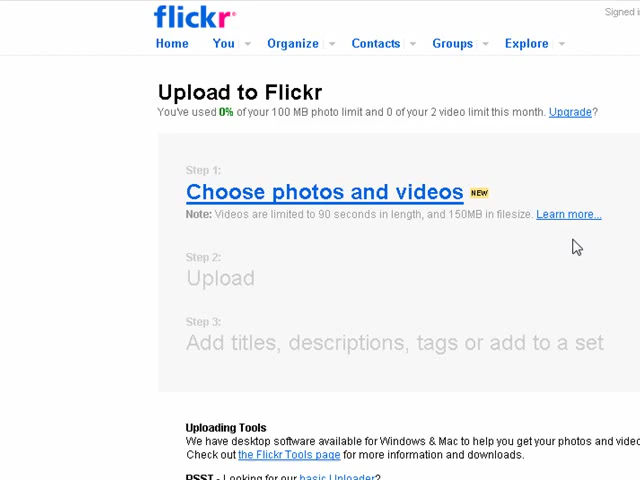 flickr
Signed i
Home You Organize Contacts Groups Explore
Upload to Flickr
You've used 0% of your 100 MB photo limit and 0 of your 2 video limit this month. Upgrade?
Step 1:
Choose photos and videos NEW
Note: Videos are limited to 90 seconds in length, and 150MB in filesize. Learn more...
Step 2:
Upload
Step 3:
Add titles, descriptions, tags or add to a set
Uploading Tools
We have desktop software available for Windows & Mac to help you get your photos and video
Check out the Flickr Tools page for more information and downloads.
PSST - Looking for our basic Uploader?